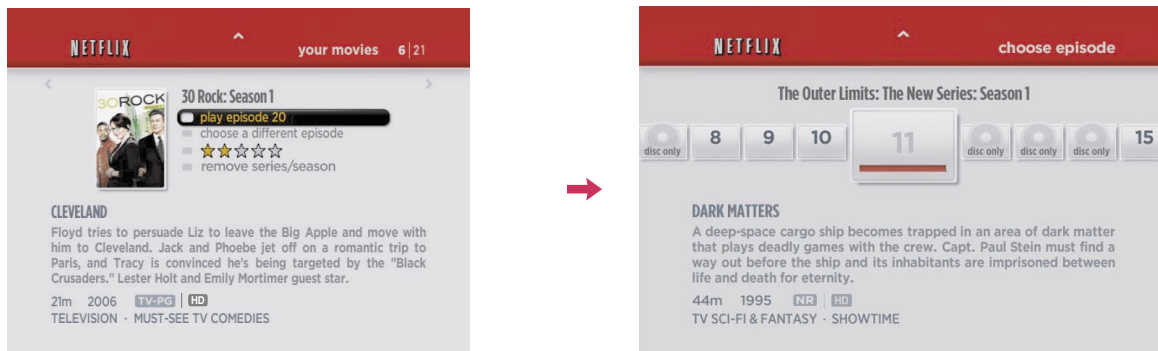 NETFLIX
your movies 6|21
30 ROCK
30 Rock: Season 1
play episode 20
choose a different episode
remove series/season
CLEVELAND
Floyd tries to persuade Liz to leave the Big Apple and move with
him to Cleveland. Jack and Phoebe jet off on a romantic trip to
Paris, and Tracy is convinced he's being targeted by the "Black
Crusaders." Lester Holt and Emily Mortimer guest star.
21m 2006 TV-PG | HD
TELEVISION · MUST-SEE TV COMEDIES
NETFLIX
choose episode
The Outer Limits: The New Series: Season 1
disc only 8 9 10 11 disc only disc only disc only 15
DARK MATTERS
A deep-space cargo ship becomes trapped in an area of dark matter
that plays deadly games with the crew. Capt. Paul Stein must find a
way out before the ship and its inhabitants are imprisoned between
life and death for eternity.
44m 1995 NR | HD
TV SCI-FI & FANTASY · SHOWTIME